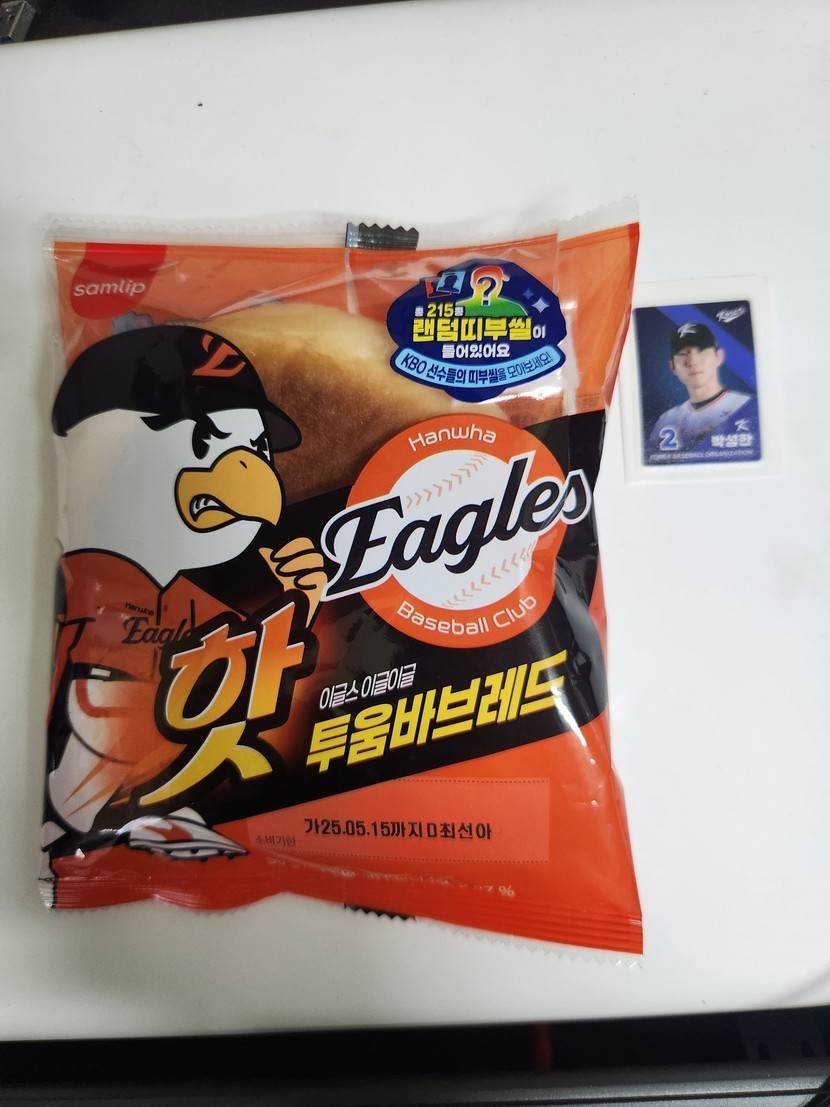 samlip
총 215종
랜덤띠부씰이
들어있어요
KBO 선수들의 띠부씰을 모아보세요!
Hanwha
Eagles
Baseball Club
Hanwha
Eagle
핫
이글스 이글이글
투움바브레드
소비기한
가25.05.15까지D최선아
2
박성한
KOREA BASEBALL ORGANIZATION